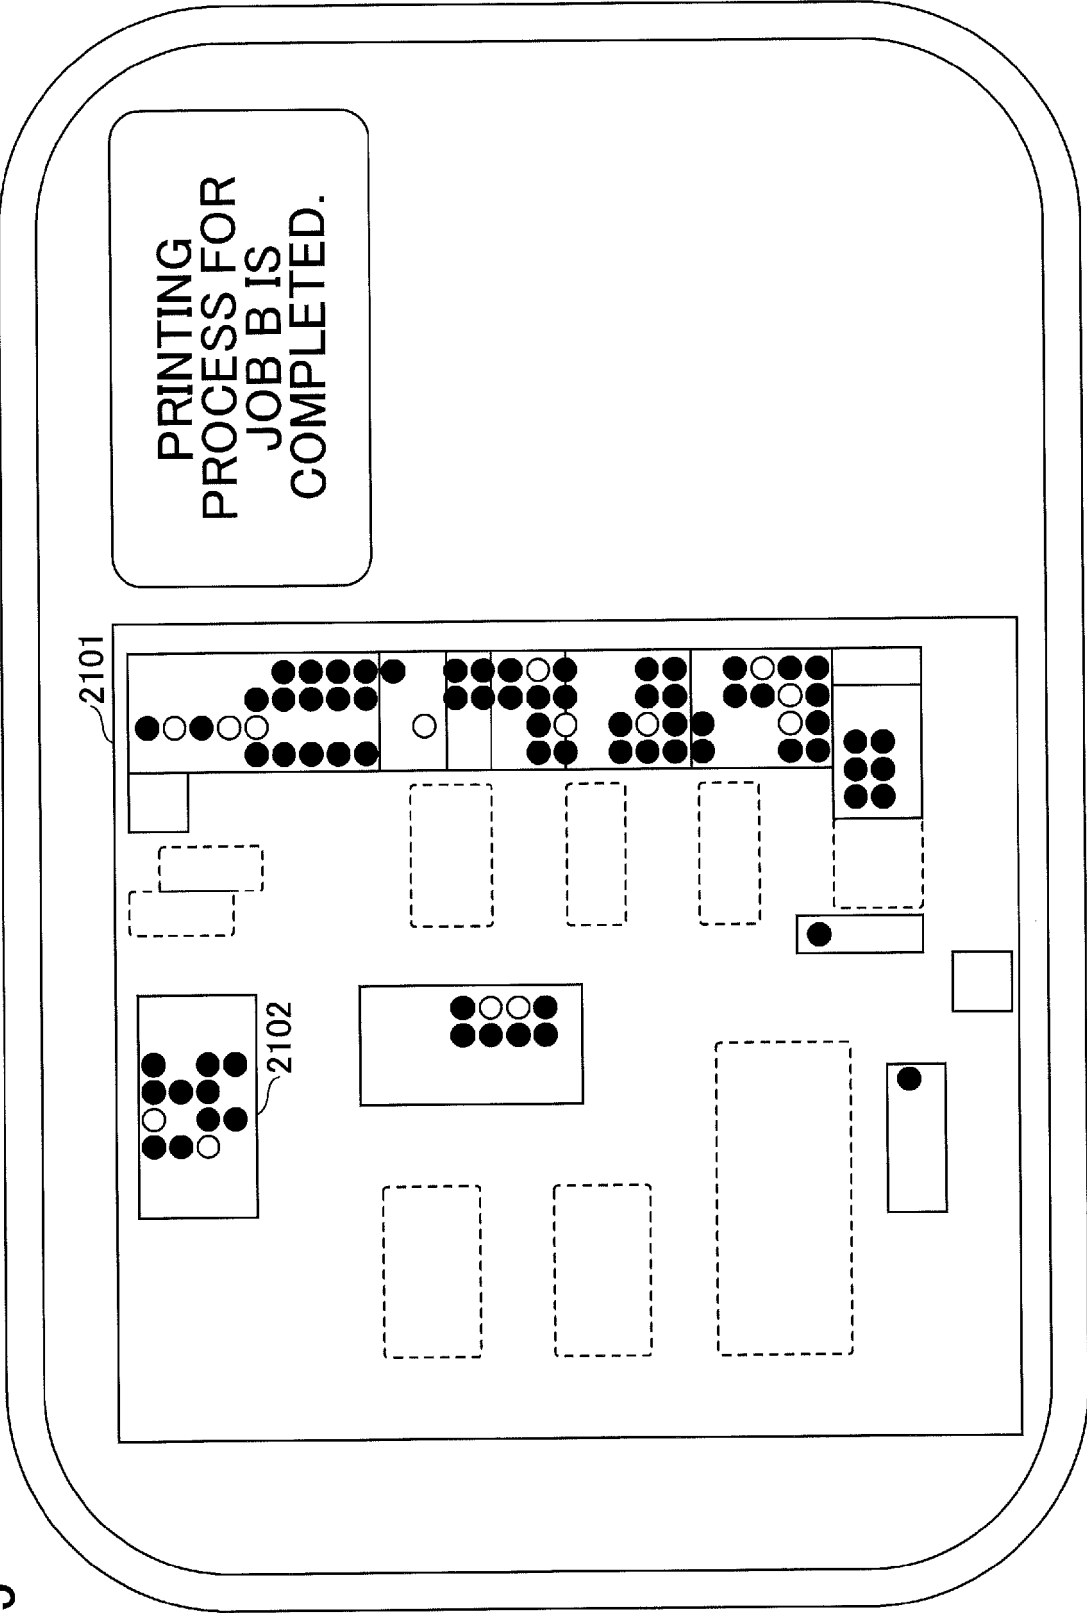 PRINTING
PROCESS FOR
JOB B IS
COMPLETED.
2101
2102